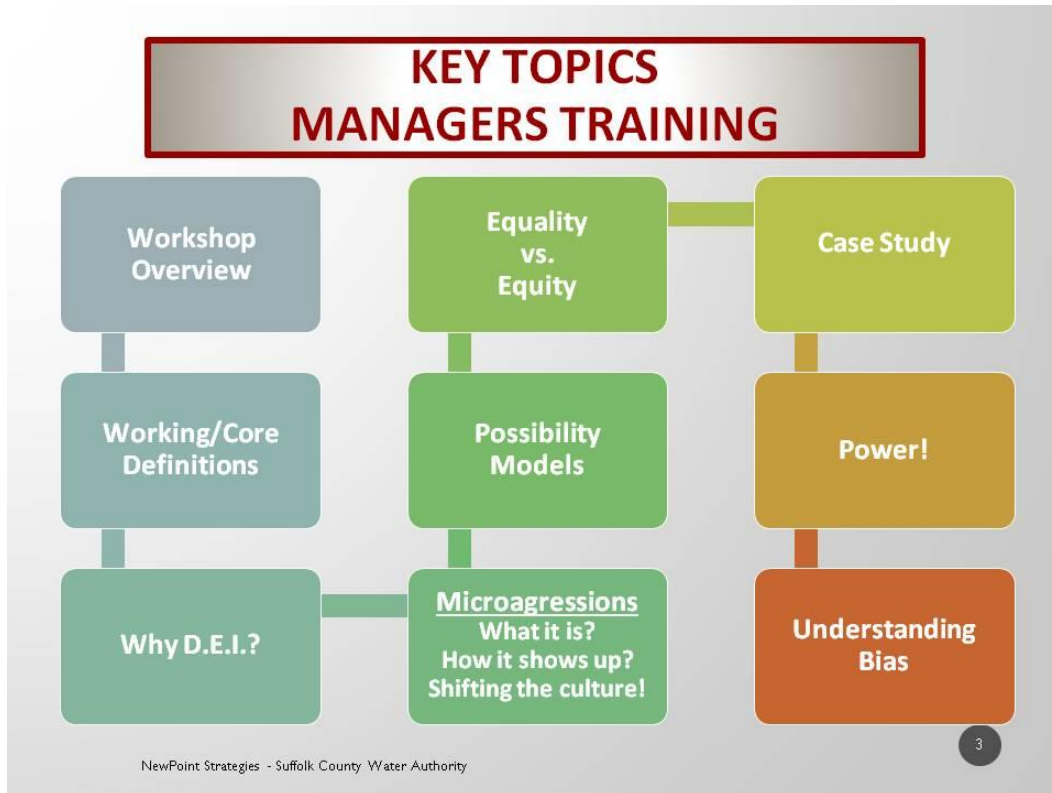 KEY TOPICS
MANAGERS TRAINING
Workshop
Overview
Working/Core
Definitions
Why D.E.I.?
Microagressions
What it is?
How it shows up?
Shifting the culture!
Possibility
Models
Equality
vs.
Equity
Case Study
Power!
Understanding
Bias
NewPoint Strategies - Suffolk County Water Authority
3